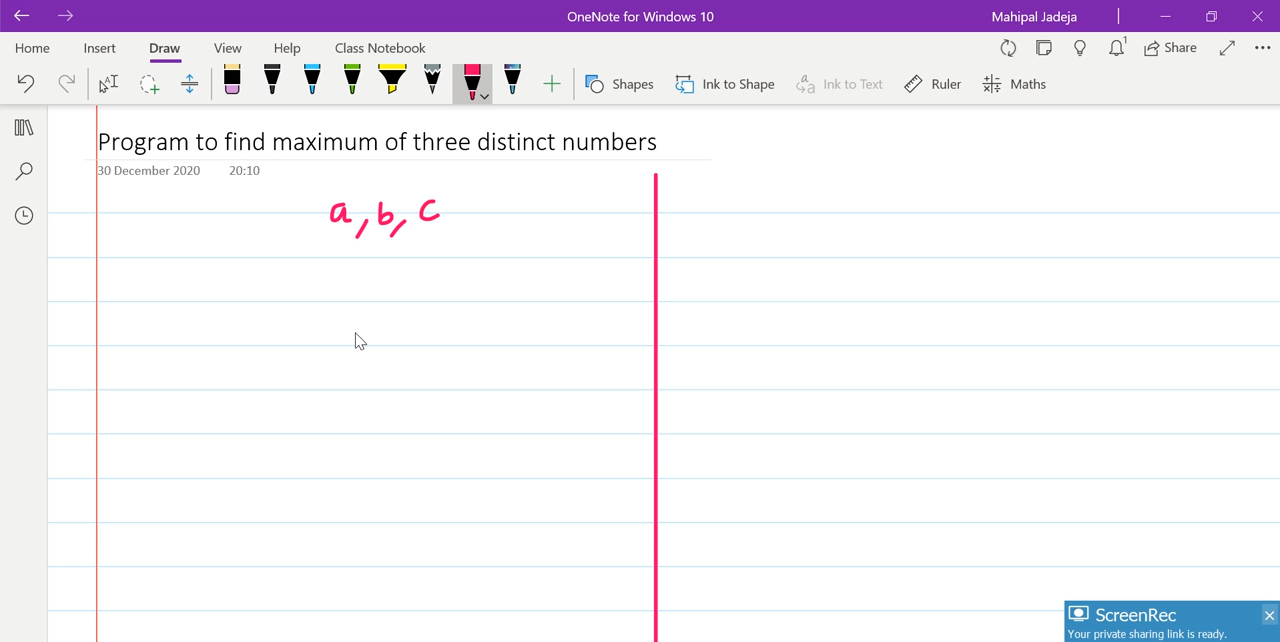 OneNote for Windows 10
Mahipal Jadeja
Home Insert Draw View Help Class Notebook
1 Share
A Shapes Ink to Shape Ink to Text Ruler Maths
Program to find maximum of three distinct numbers
30 December 2020 20:10
a, b, c
ScreenRec
Your private sharing link is ready.